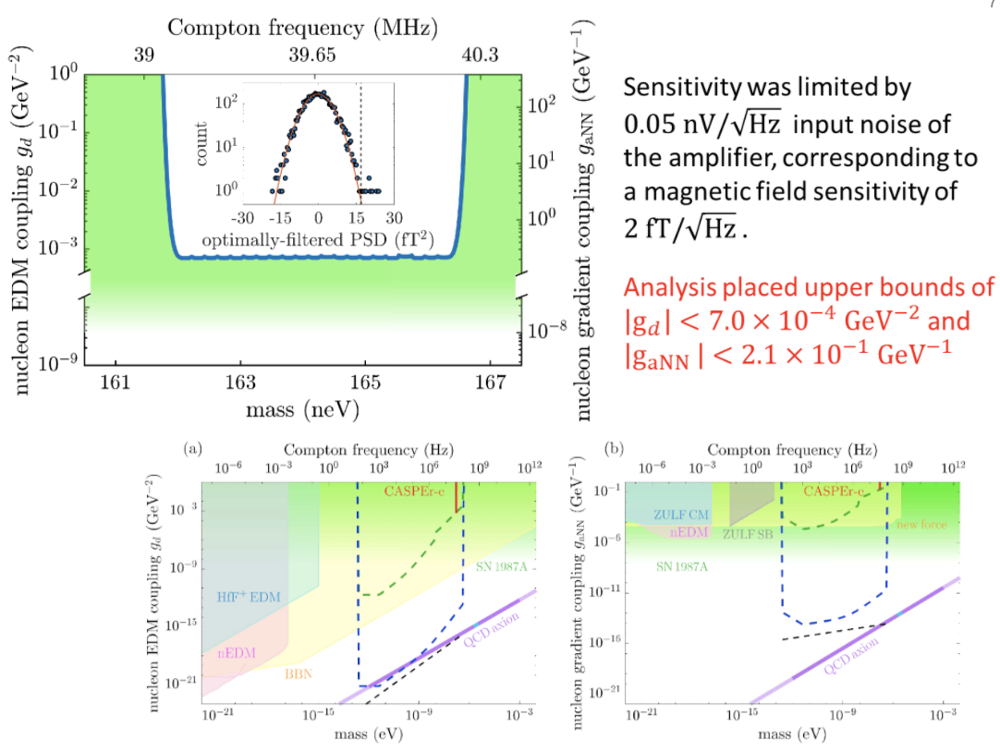 Compton frequency (MHz)
39 39.65 40.3
nucleon EDM coupling g_d (GeV⁻²)
10⁰
10⁻¹
10⁻²
10⁻³
10⁻⁹
count
10²
10¹
10⁰
-30 -15 0 15 30
optimally-filtered PSD (fT²)
10²
10¹
10⁰
10⁻⁸
nucleon gradient coupling g_aNN (GeV⁻¹)
161 163 165 167
mass (neV)
Sensitivity was limited by
0.05 nV/√Hz input noise of
the amplifier, corresponding to
a magnetic field sensitivity of
2 fT/√Hz .
Analysis placed upper bounds of
|g_d| < 7.0 × 10⁻⁴ GeV⁻² and
|g_aNN | < 2.1 × 10⁻¹ GeV⁻¹
(a) Compton frequency (Hz)
10⁻⁶ 10⁻³ 10⁰ 10³ 10⁶ 10⁹ 10¹²
nucleon EDM coupling g_d (GeV⁻²)
10 ³
10⁻⁹
10⁻¹⁵
10⁻²¹
CASPEr-e
SN 1987A
HfF⁺ EDM
nEDM
BBN
QCD axion
10⁻²¹ 10⁻¹⁵ 10⁻⁹ 10⁻³
mass (eV)
(b) Compton frequency (Hz)
10⁻⁶ 10⁻³ 10⁰ 10³ 10⁶ 10⁹ 10¹²
nucleon gradient coupling g_aNN (GeV⁻¹)
10⁻¹
10⁻⁶
10⁻¹¹
10⁻¹⁶
10⁻²¹
CASPEr-e
ZULF CM
nEDM
ZULF SB
new force
SN 1987A
QCD axion
10⁻²¹ 10⁻¹⁵ 10⁻⁹ 10⁻³
mass (eV)